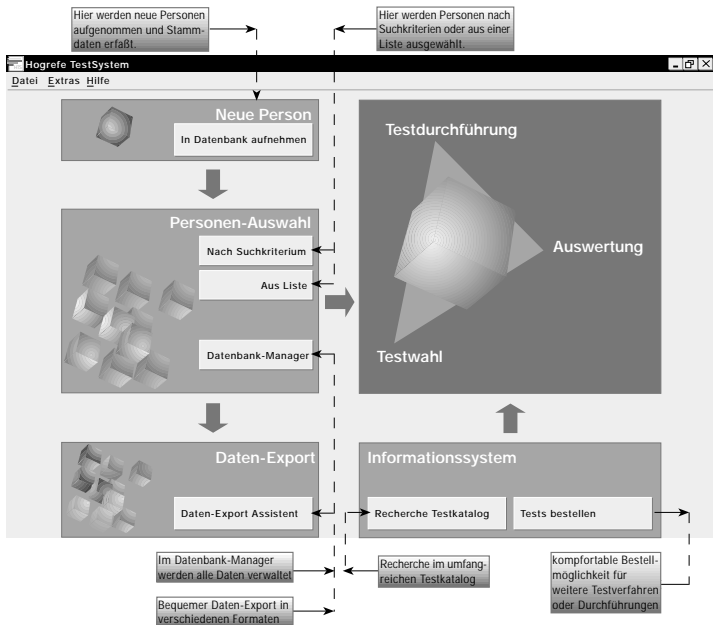 Hier werden neue Personen
aufgenommen und Stamm-
daten erfaßt.
Hier werden Personen nach
Suchkriterien oder aus einer
Liste ausgewählt.
Hogrefe TestSystem
Datei Extras Hilfe
Neue Person
In Datenbank aufnehmen
Personen-Auswahl
Nach Suchkriterium
Aus Liste
Datenbank-Manager
Testdurchführung
Auswertung
Testwahl
Daten-Export
Daten-Export Assistent
Informationssystem
Recherche Testkatalog
Tests bestellen
Im Datenbank-Manager
werden alle Daten verwaltet
Recherche im umfang-
reichen Testkatalog
kompfortable Bestell-
möglichkeit für
weitere Testverfahren
oder Durchführungen
Bequemer Daten-Export in
verschiedenen Formaten